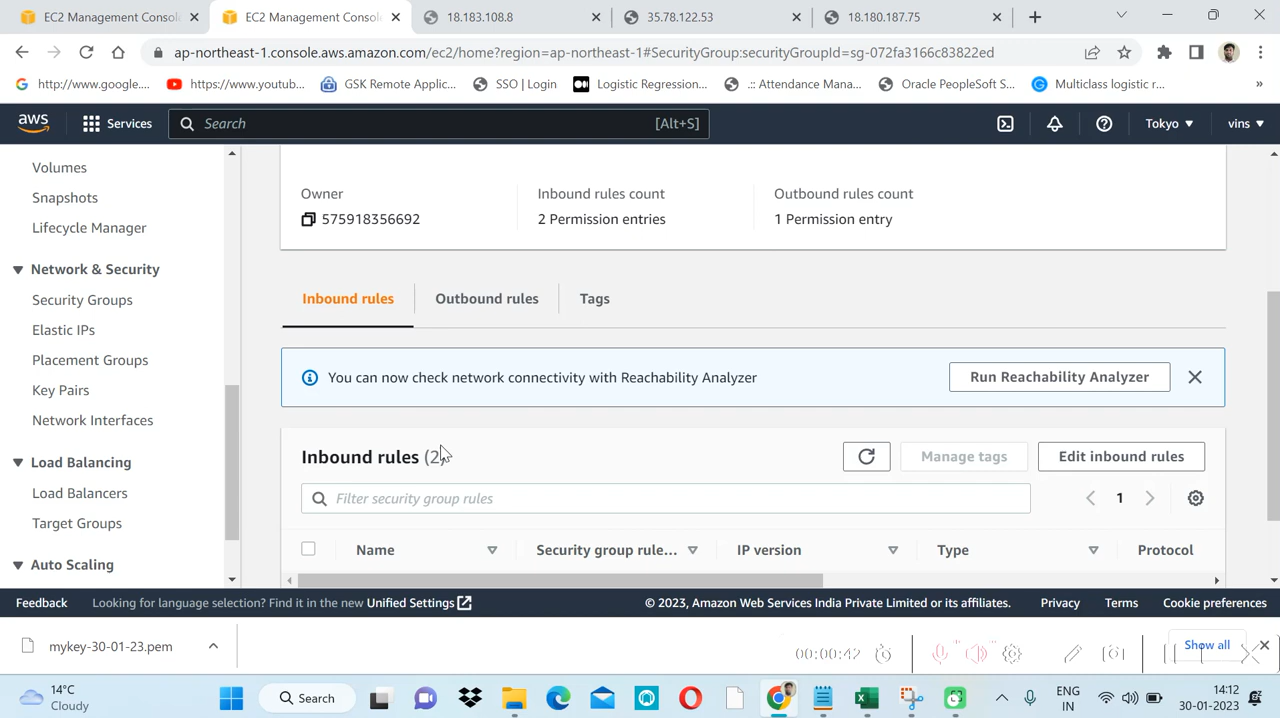 EC2 Management Consol
EC2 Management Consol
18.183.108.8
35.78.122.53
18.180.187.75
ap-northeast-1.console.aws.amazon.com/ec2/home?region=ap-northeast-1#SecurityGroup:securityGroupId=sg-072fa3166c83822ed
http://www.google....
https://www.youtub...
GSK Remote Applic...
SSO | Login
Logistic Regression...
.:: Attendance Mana...
Oracle PeopleSoft S...
Multiclass logistic r...
aws
Services
Search
[Alt+S]
Tokyo
vins
Volumes
Snapshots
Lifecycle Manager
Network & Security
Security Groups
Elastic IPs
Placement Groups
Key Pairs
Network Interfaces
Load Balancing
Load Balancers
Target Groups
Auto Scaling
Owner
575918356692
Inbound rules count
2 Permission entries
Outbound rules count
1 Permission entry
Inbound rules
Outbound rules
Tags
You can now check network connectivity with Reachability Analyzer
Run Reachability Analyzer
Inbound rules (2)
Manage tags
Edit inbound rules
Filter security group rules
1
Name
Security group rule...
IP version
Type
Protocol
Feedback
Looking for language selection? Find it in the new Unified Settings
© 2023, Amazon Web Services India Private Limited or its affiliates.
Privacy
Terms
Cookie preferences
mykey-30-01-23.pem
00:00:42
Show all
14°C
Cloudy
Search
ENG
IN
14:12
30-01-2023